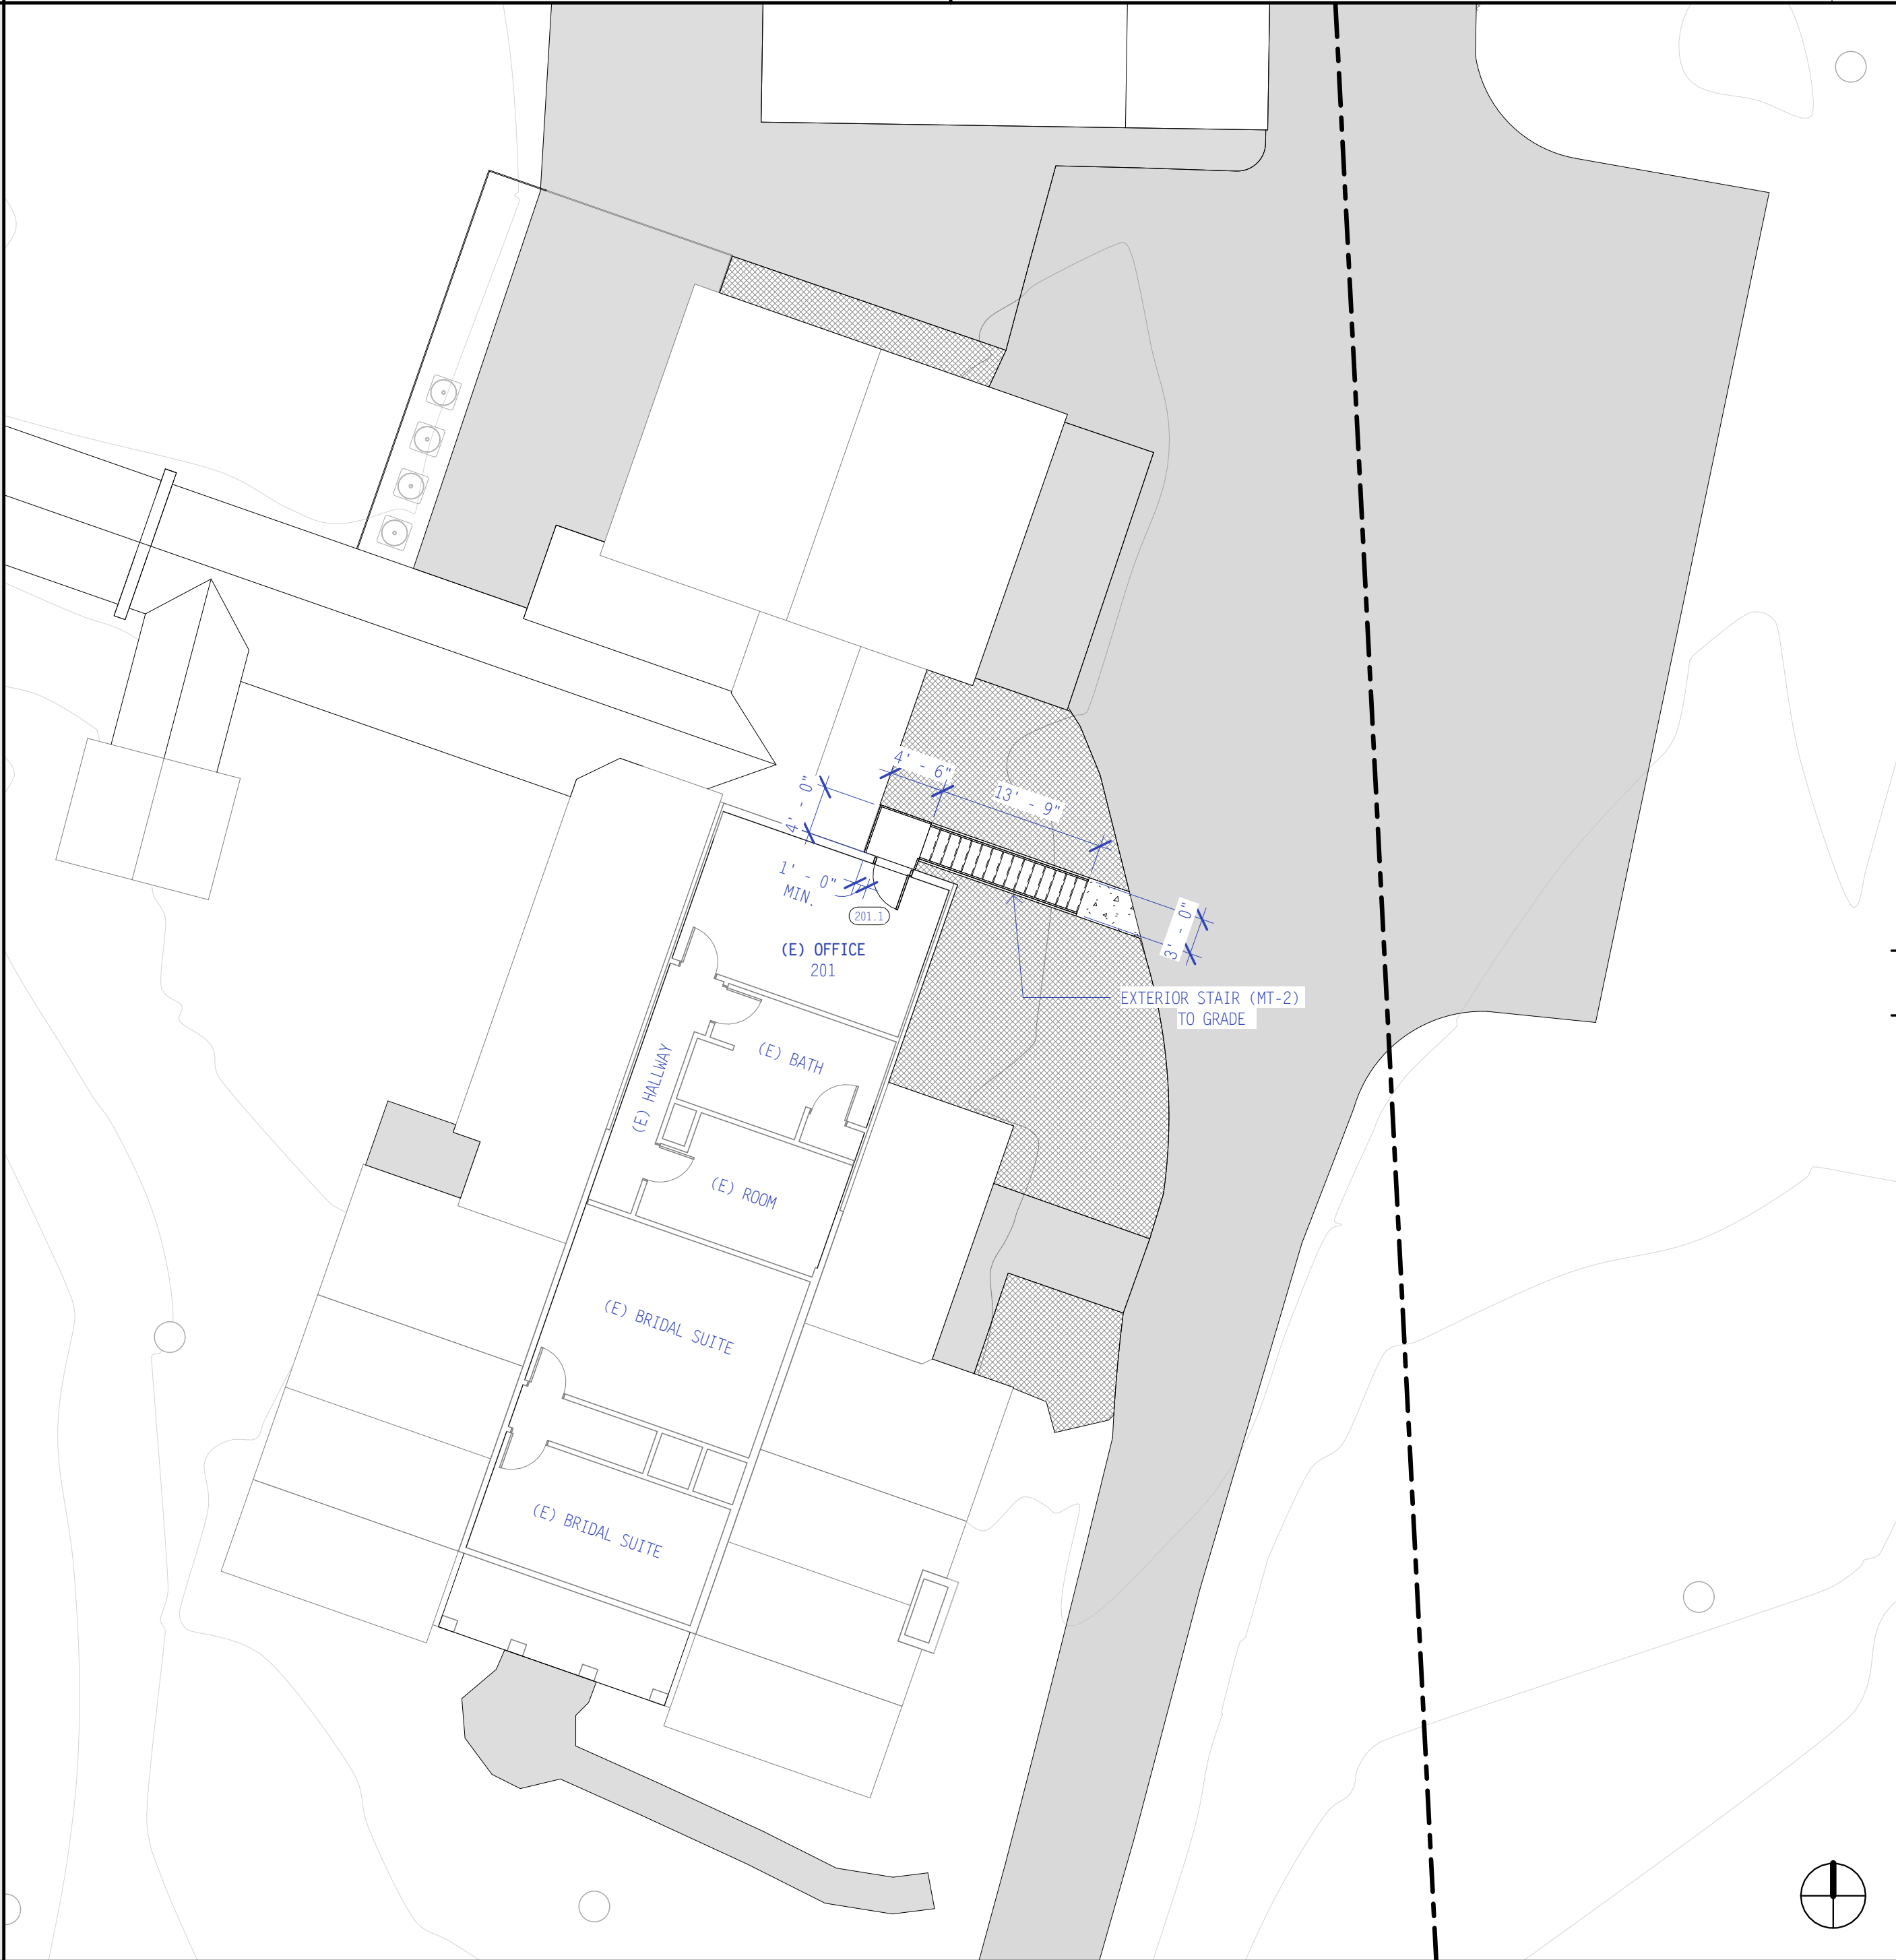 4' - 6"
4' - 0"
13' - 9"
1' - 0"
MIN.
201.1
3' - 0"
(E) OFFICE
201
EXTERIOR STAIR (MT-2)
TO GRADE
(E) HALLWAY
(E) BATH
(E) ROOM
(E) BRIDAL SUITE
(E) BRIDAL SUITE